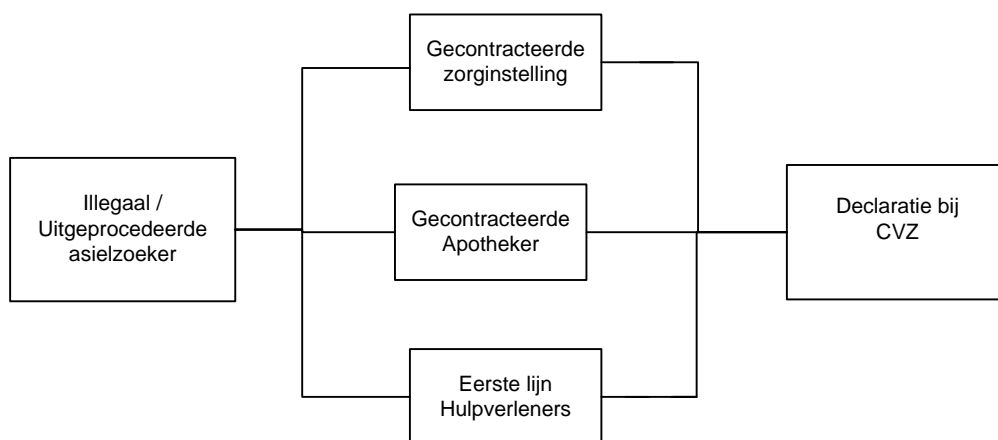 Gecontracteerde
zorginstelling
Illegaal /
Uitgeprocedeerde
asielzoeker
Gecontracteerde
Apotheker
Declaratie bij
CVZ
Eerste lijn
Hulpverleners